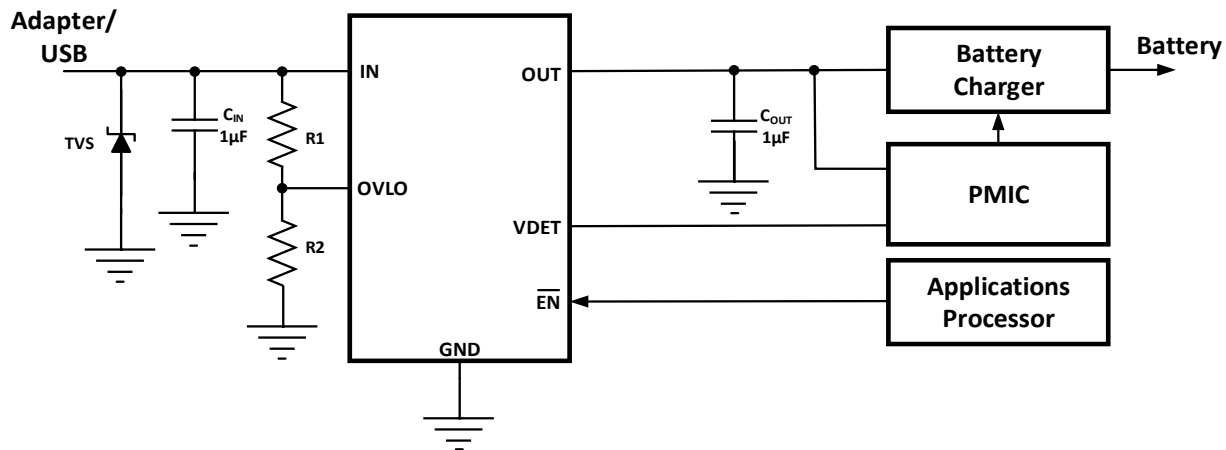 Adapter/
USB
TVS
CIN
1µF
R1
R2
IN
OVLO
GND
OUT
VDET
EN
COUT
1µF
Battery
Charger
Battery
PMIC
Applications
Processor